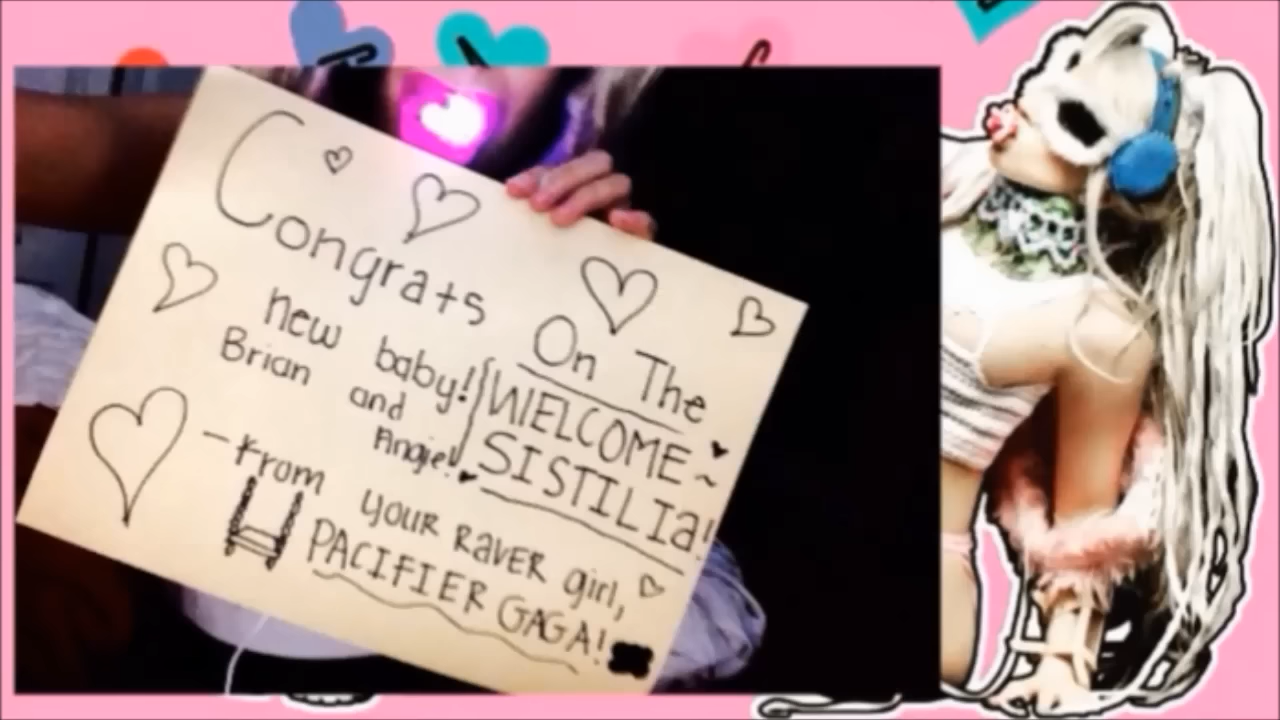 Congrats
On The
new baby!
WELCOME~
Brian and
Angie!
SISTILIa!
-From your RaVER girl,
PACIFIER GAGA!